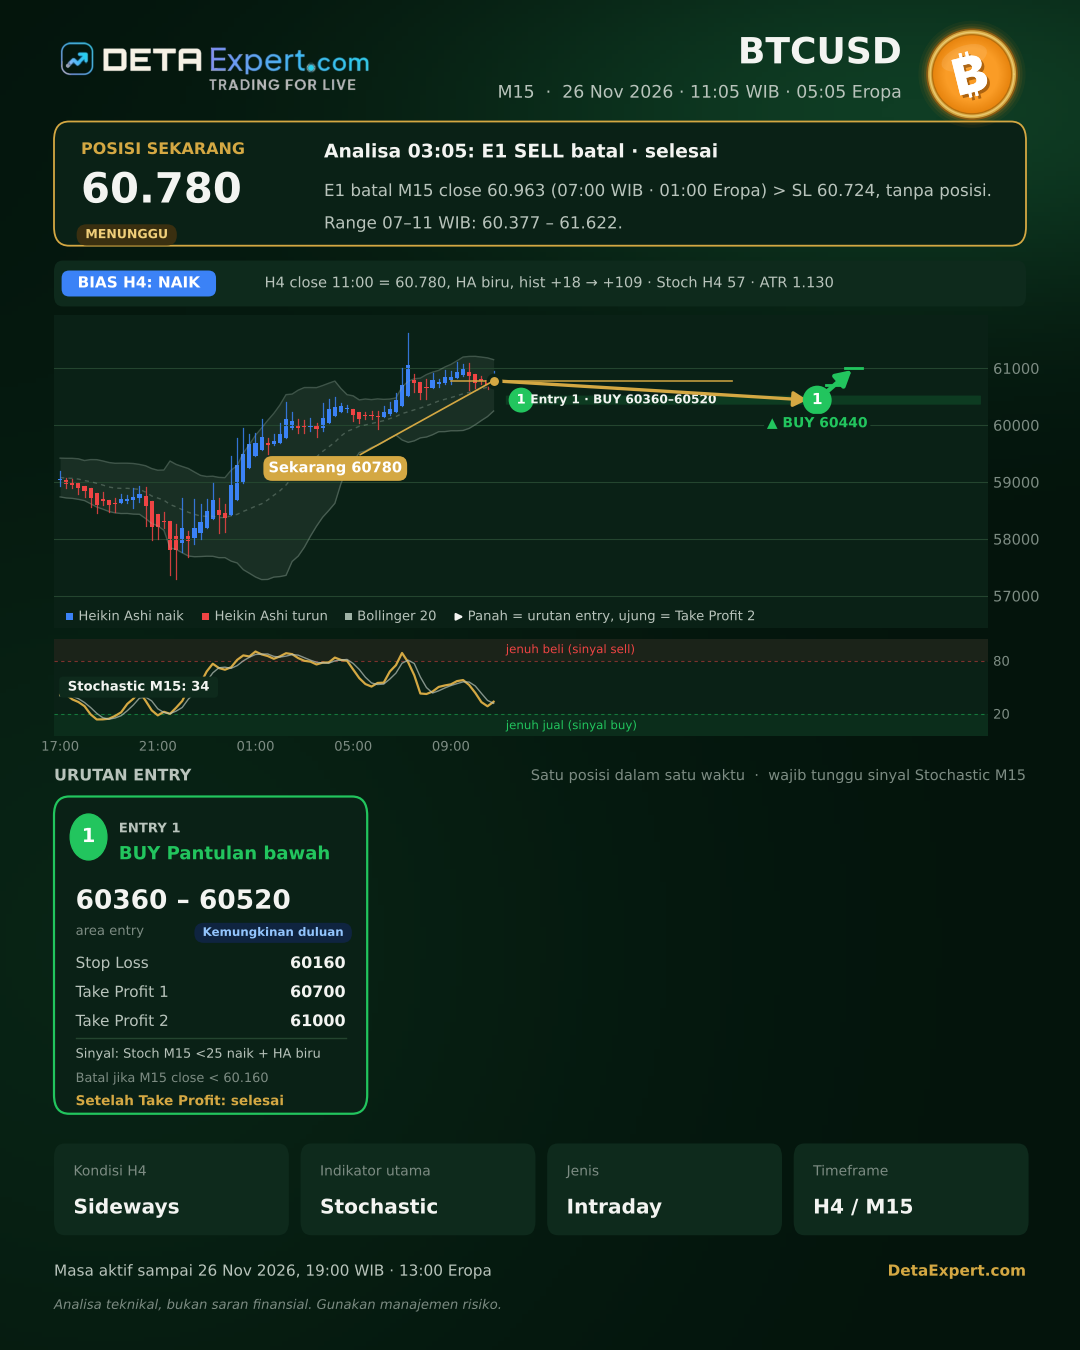 DETA Expert.com
TRADING FOR LIVE
BTCUSD
M15 · 26 Nov 2026 · 11:05 WIB · 05:05 Eropa
POSISI SEKARANG
60.780
MENUNGGU
Analisa 03:05: E1 SELL batal · selesai
E1 batal M15 close 60.963 (07:00 WIB · 01:00 Eropa) > SL 60.724, tanpa posisi.
Range 07–11 WIB: 60.377 – 61.622.
BIAS H4: NAIK
H4 close 11:00 = 60.780, HA biru, hist +18 → +109 · Stoch H4 57 · ATR 1.130
61000
60000
59000
58000
57000
1 Entry 1 · BUY 60360–60520
1
▲ BUY 60440
Sekarang 60780
Heikin Ashi naik
Heikin Ashi turun
Bollinger 20
Panah = urutan entry, ujung = Take Profit 2
jenuh beli (sinyal sell)
80
Stochastic M15: 34
20
jenuh jual (sinyal buy)
17:00 21:00 01:00 05:00 09:00
URUTAN ENTRY
Satu posisi dalam satu waktu · wajib tunggu sinyal Stochastic M15
1
ENTRY 1
BUY Pantulan bawah
60360 – 60520
area entry
Kemungkinan duluan
Stop Loss 60160
Take Profit 1 60700
Take Profit 2 61000
Sinyal: Stoch M15 <25 naik + HA biru
Batal jika M15 close < 60.160
Setelah Take Profit: selesai
Kondisi H4
Sideways
Indikator utama
Stochastic
Jenis
Intraday
Timeframe
H4 / M15
Masa aktif sampai 26 Nov 2026, 19:00 WIB · 13:00 Eropa
DetaExpert.com
Analisa teknikal, bukan saran finansial. Gunakan manajemen risiko.